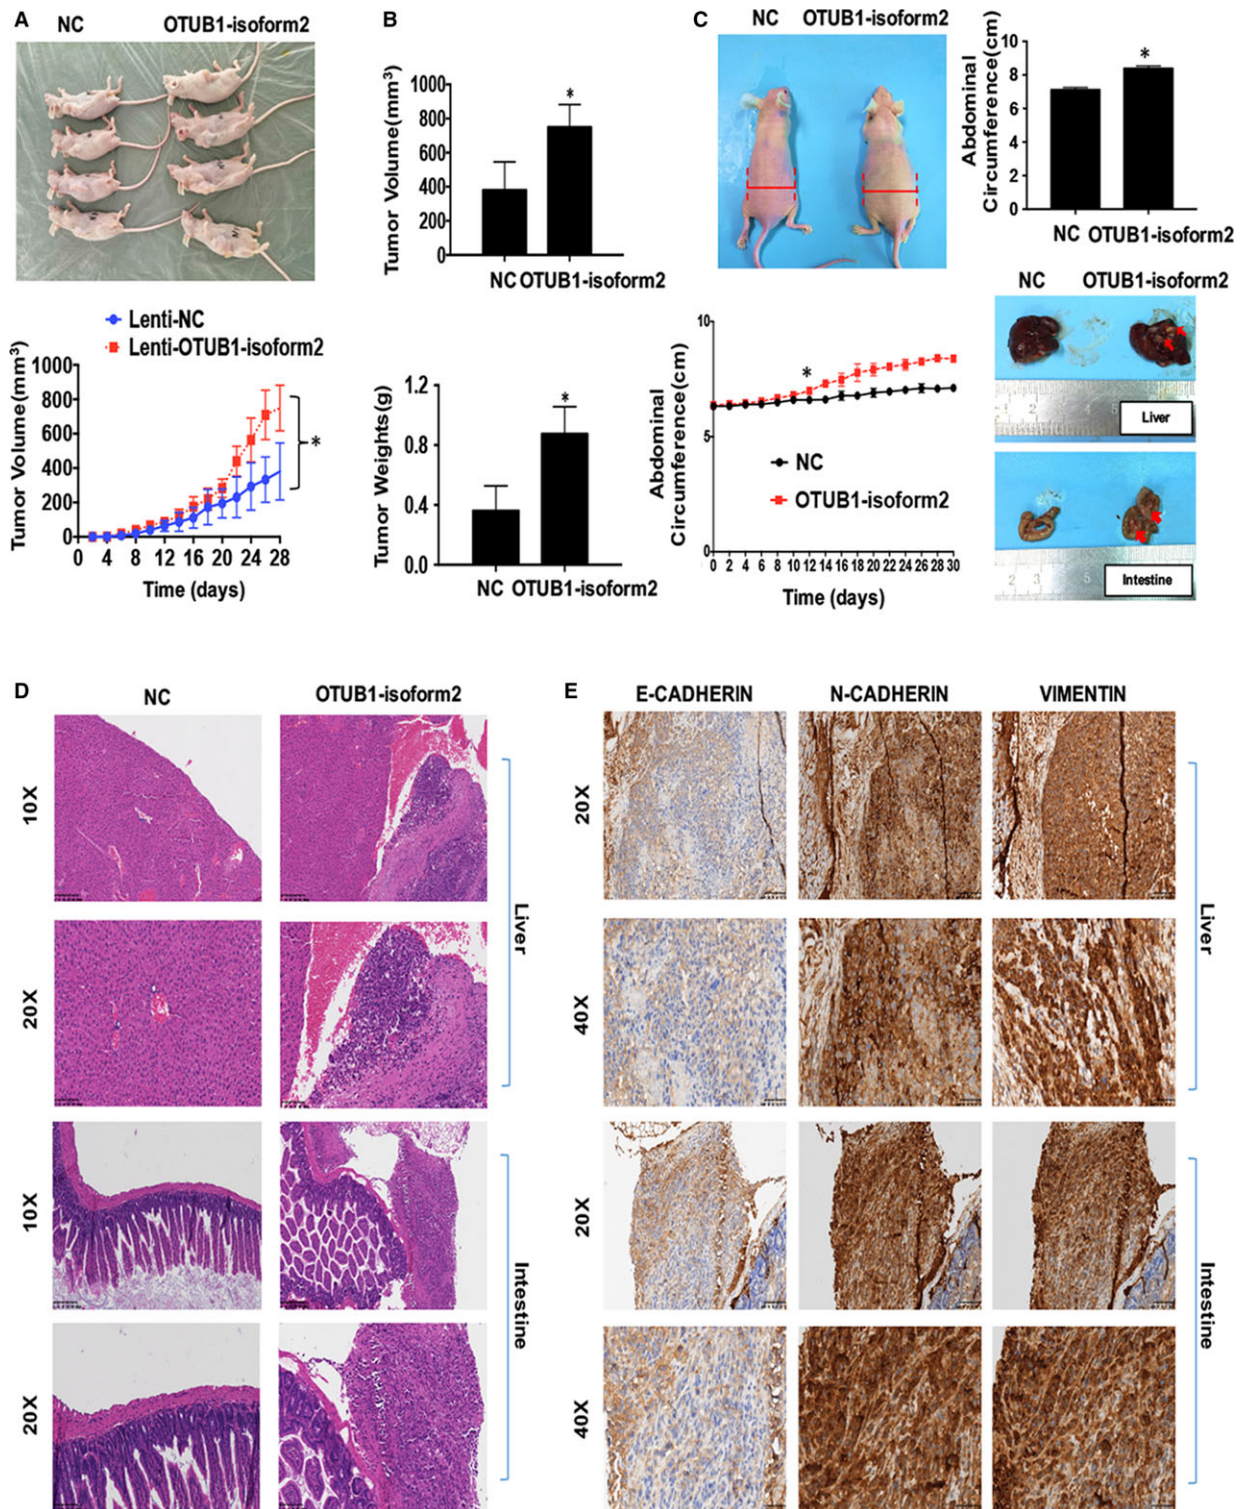 A
NC OTUB1-isoform2
B
Tumor Volume(mm³)
1000
800
600
400
200
0
*
NC OTUB1-isoform2
C
NC OTUB1-isoform2
Abdominal
Circumference(cm)
10
8
6
4
2
0
*
NC OTUB1-isoform2
Lenti-NC
Lenti-OTUB1-isoform2
Tumor Volume(mm³)
1000
800
600
400
200
0
*
0 4 8 12 16 20 24 28
Time (days)
Tumor Weights(g)
1.2
0.8
0.4
0.0
*
NC OTUB1-isoform2
Abdominal
Circumference(cm)
10
5
0
*
NC
OTUB1-isoform2
0 2 4 6 8 10 12 14 16 18 20 22 24 26 28 30
Time (days)
NC OTUB1-isoform2
Liver
2 3 5
Intestine
D
NC OTUB1-isoform2
10X
20X
Liver
10X
20X
Intestine
E
E-CADHERIN N-CADHERIN VIMENTIN
20X
40X
Liver
20X
40X
Intestine